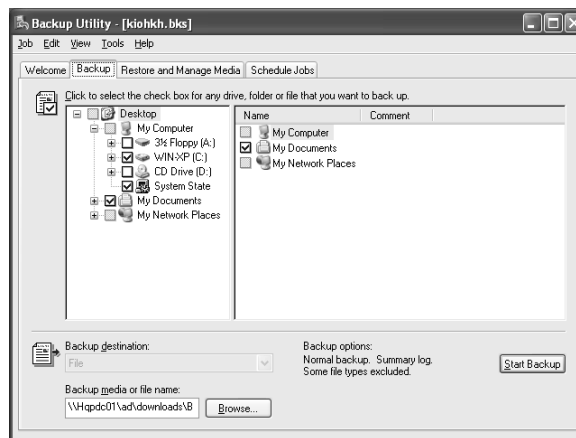 Backup Utility - [kiohkh.bks]
Job Edit View Tools Help
Welcome Backup Restore and Manage Media Schedule Jobs
Click to select the check box for any drive, folder or file that you want to back up.
Desktop
My Computer
3½ Floppy (A:)
WIN-XP (C:)
CD Drive (D:)
System State
My Documents
My Network Places
Name Comment
My Computer
My Documents
My Network Places
Backup destination:
File
Backup media or file name:
\\Hqpdc01\ad\downloads\B
Browse...
Backup options:
Normal backup. Summary log.
Some file types excluded.
Start Backup